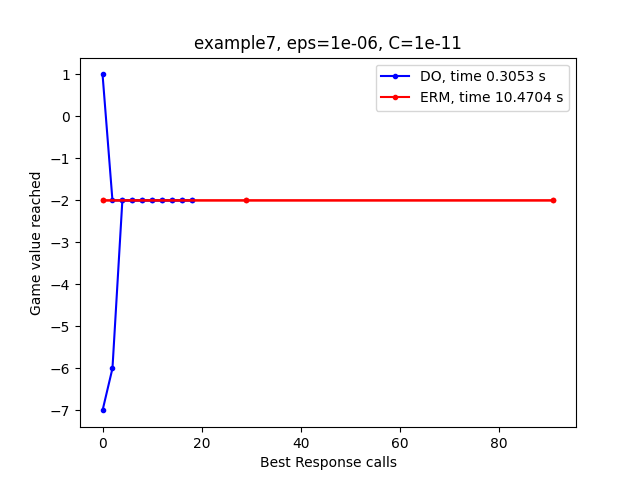 example7, eps=1e-06, C=1e-11
DO, time 0.3053 s
ERM, time 10.4704 s
Game value reached
1
0
−1
−2
−3
−4
−5
−6
−7
0 20 40 60 80
Best Response calls